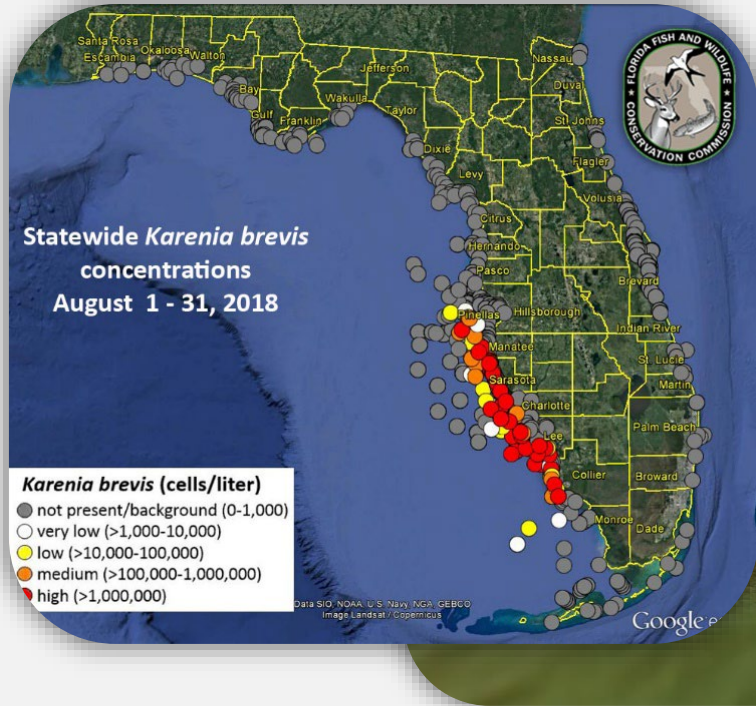 Santa Rosa
Escambia
Okaloosa
Walton
Bay
Gulf
Franklin
Wakulla
Jefferson
Taylor
Dixie
Levy
Citrus
Hernando
Pasco
Pinellas
Hillsborough
Manatee
Sarasota
Charlotte
Lee
Collier
Monroe
Dade
Broward
Palm Beach
Martin
St. Lucie
Indian River
Brevard
Volusia
Flagler
St. Johns
Duval
Nassau
FLORIDA FISH AND WILDLIFE
CONSERVATION COMMISSION
Statewide Karenia brevis
concentrations
August 1 - 31, 2018
Karenia brevis (cells/liter)
not present/background (0-1,000)
very low (>1,000-10,000)
low (>10,000-100,000)
medium (>100,000-1,000,000)
high (>1,000,000)
Data SIO, NOAA, U.S. Navy, NGA, GEBCO
Image Landsat / Copernicus
Google e